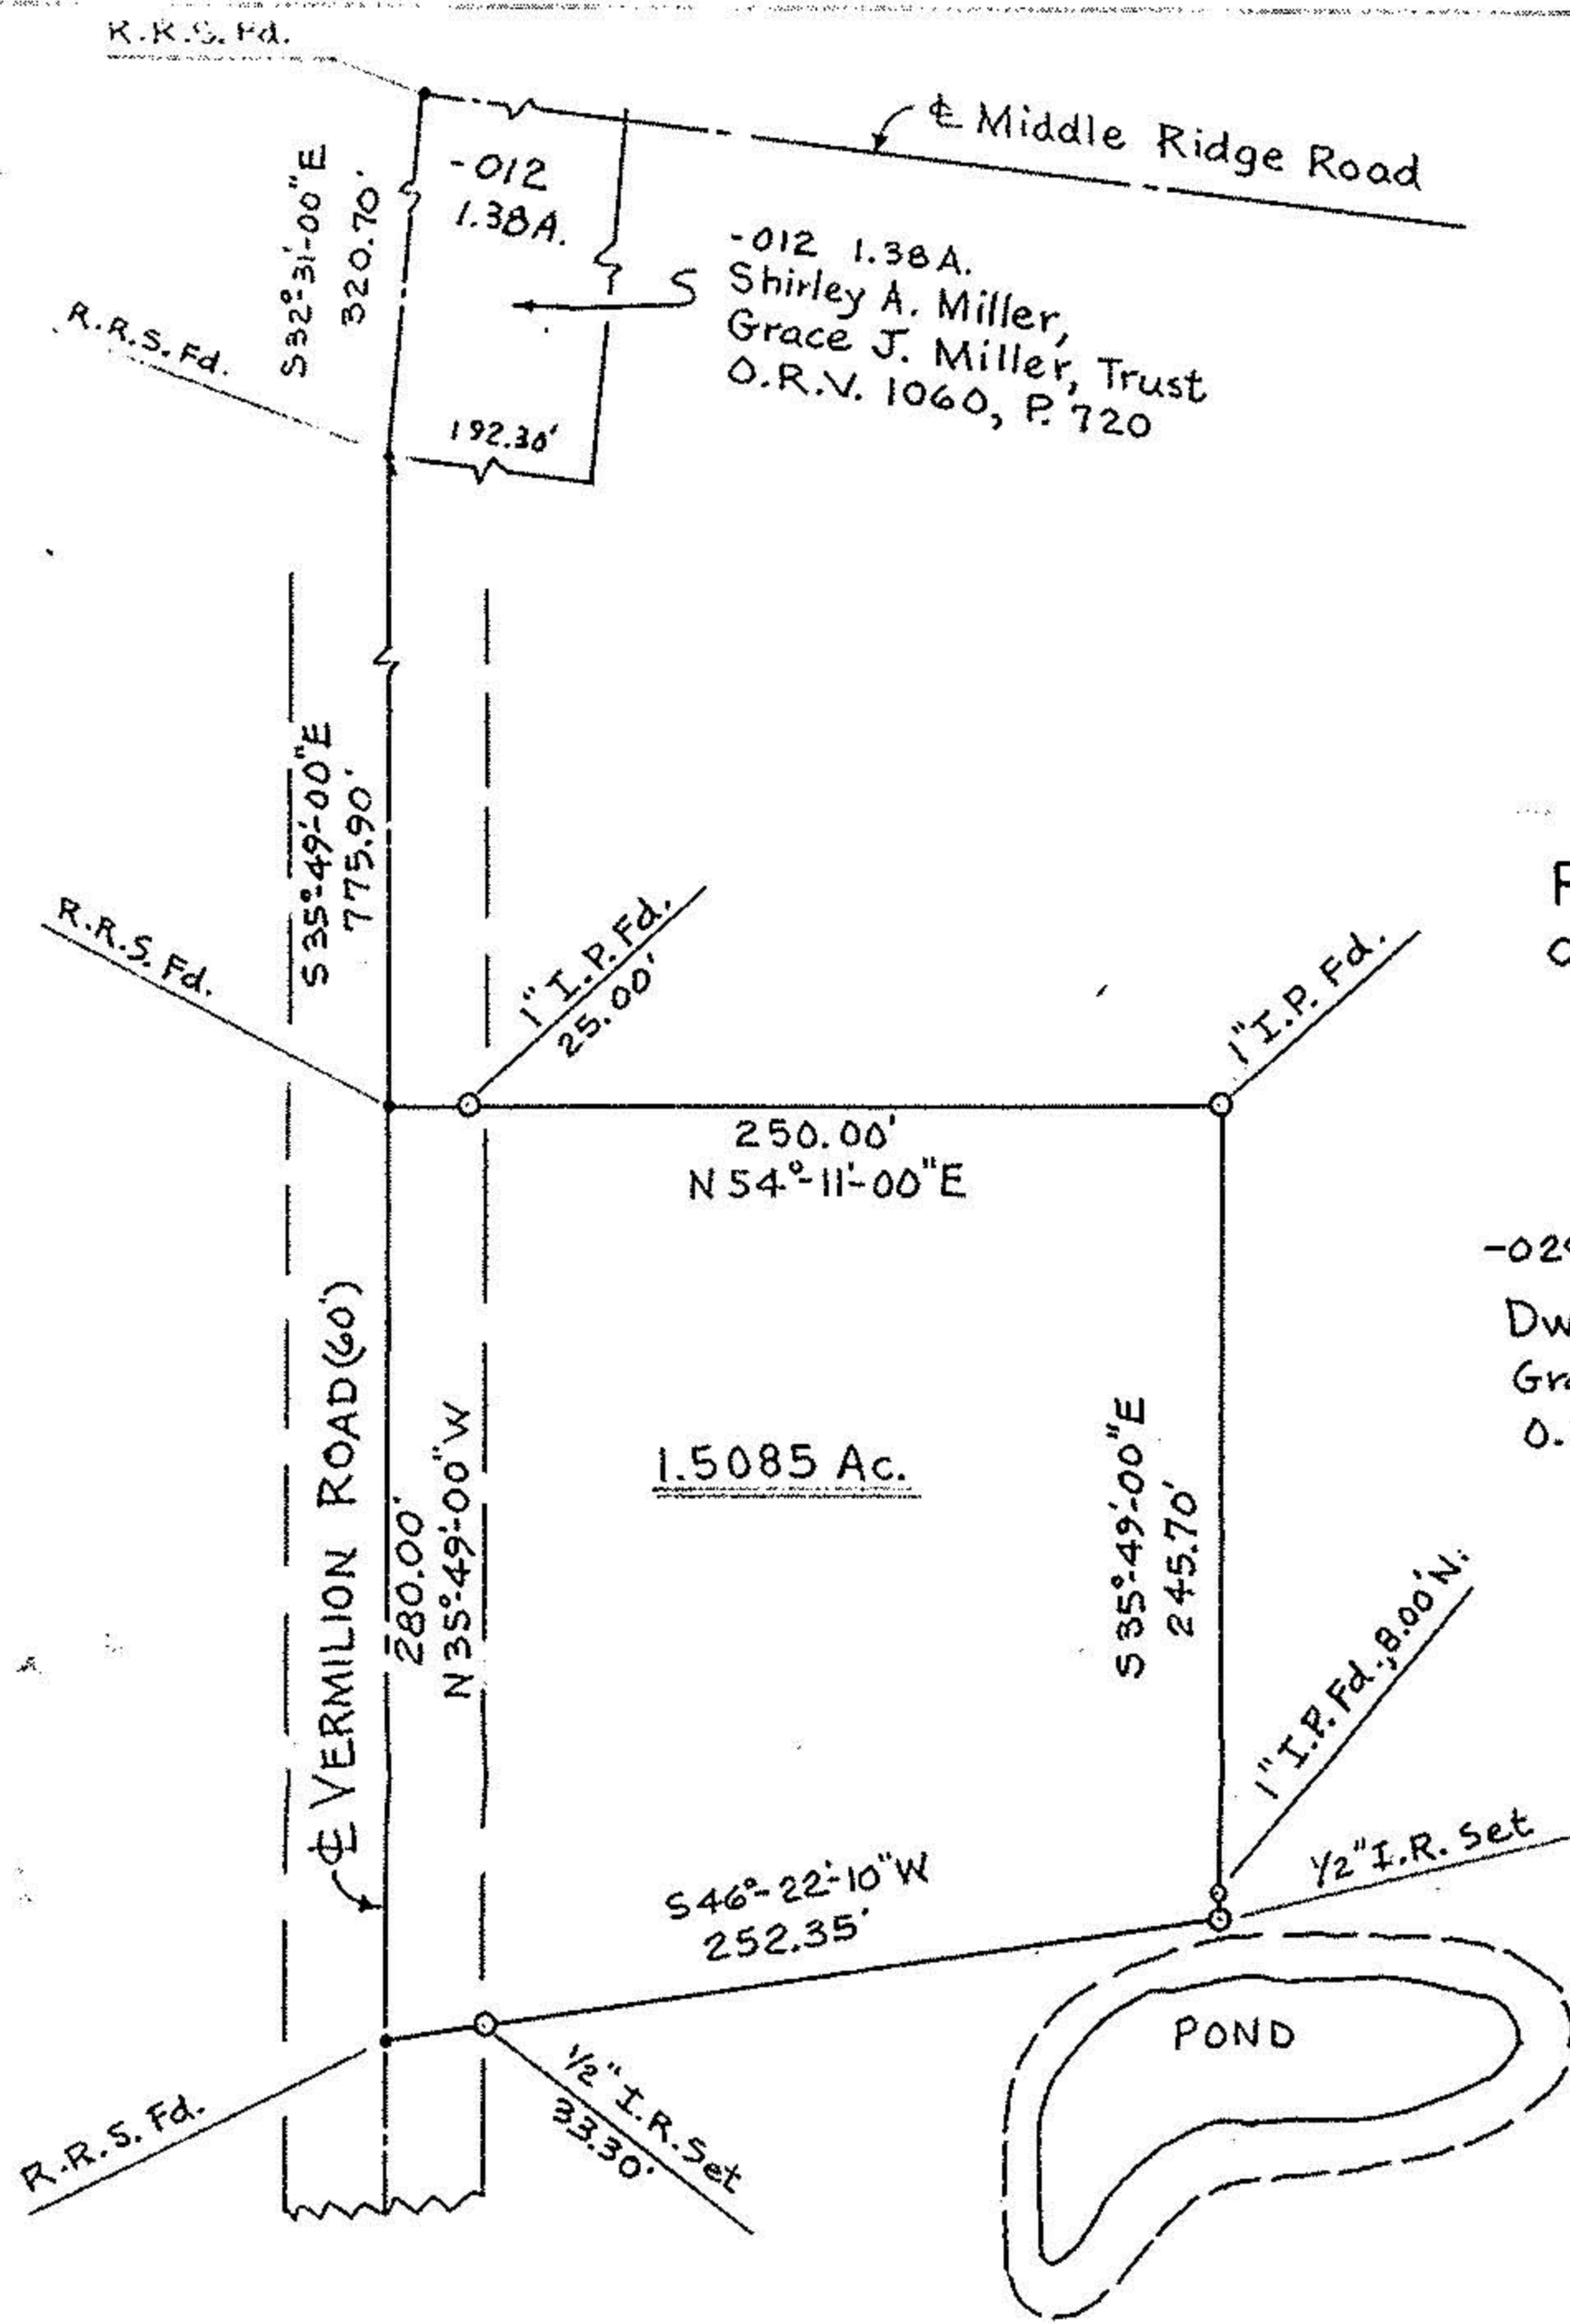 R.R.S. Fd.
℄ Middle Ridge Road
S32°-31'-00"E
320.70'
-012
1.38A.
-012 1.38A.
Shirley A. Miller,
Grace J. Miller, Trust
O.R.V. 1060, P. 720
R.R.S. Fd.
192.30'
S35°-49'-00"E
775.90'
R.R.S. Fd.
1" I.P. Fd.
25.00'
1" I.P. Fd.
250.00'
N54°-11'-00"E
℄ VERMILION ROAD (60')
280.00'
N35°-49'-00"W
1.5085 Ac.
S35°-49'-00"E
245.70'
1" I.P. Fd., 8.00' N.
1/2" I.R. Set
S46°-22'-10"W
252.35'
POND
1/2" I.R. Set
33.30'
R.R.S. Fd.